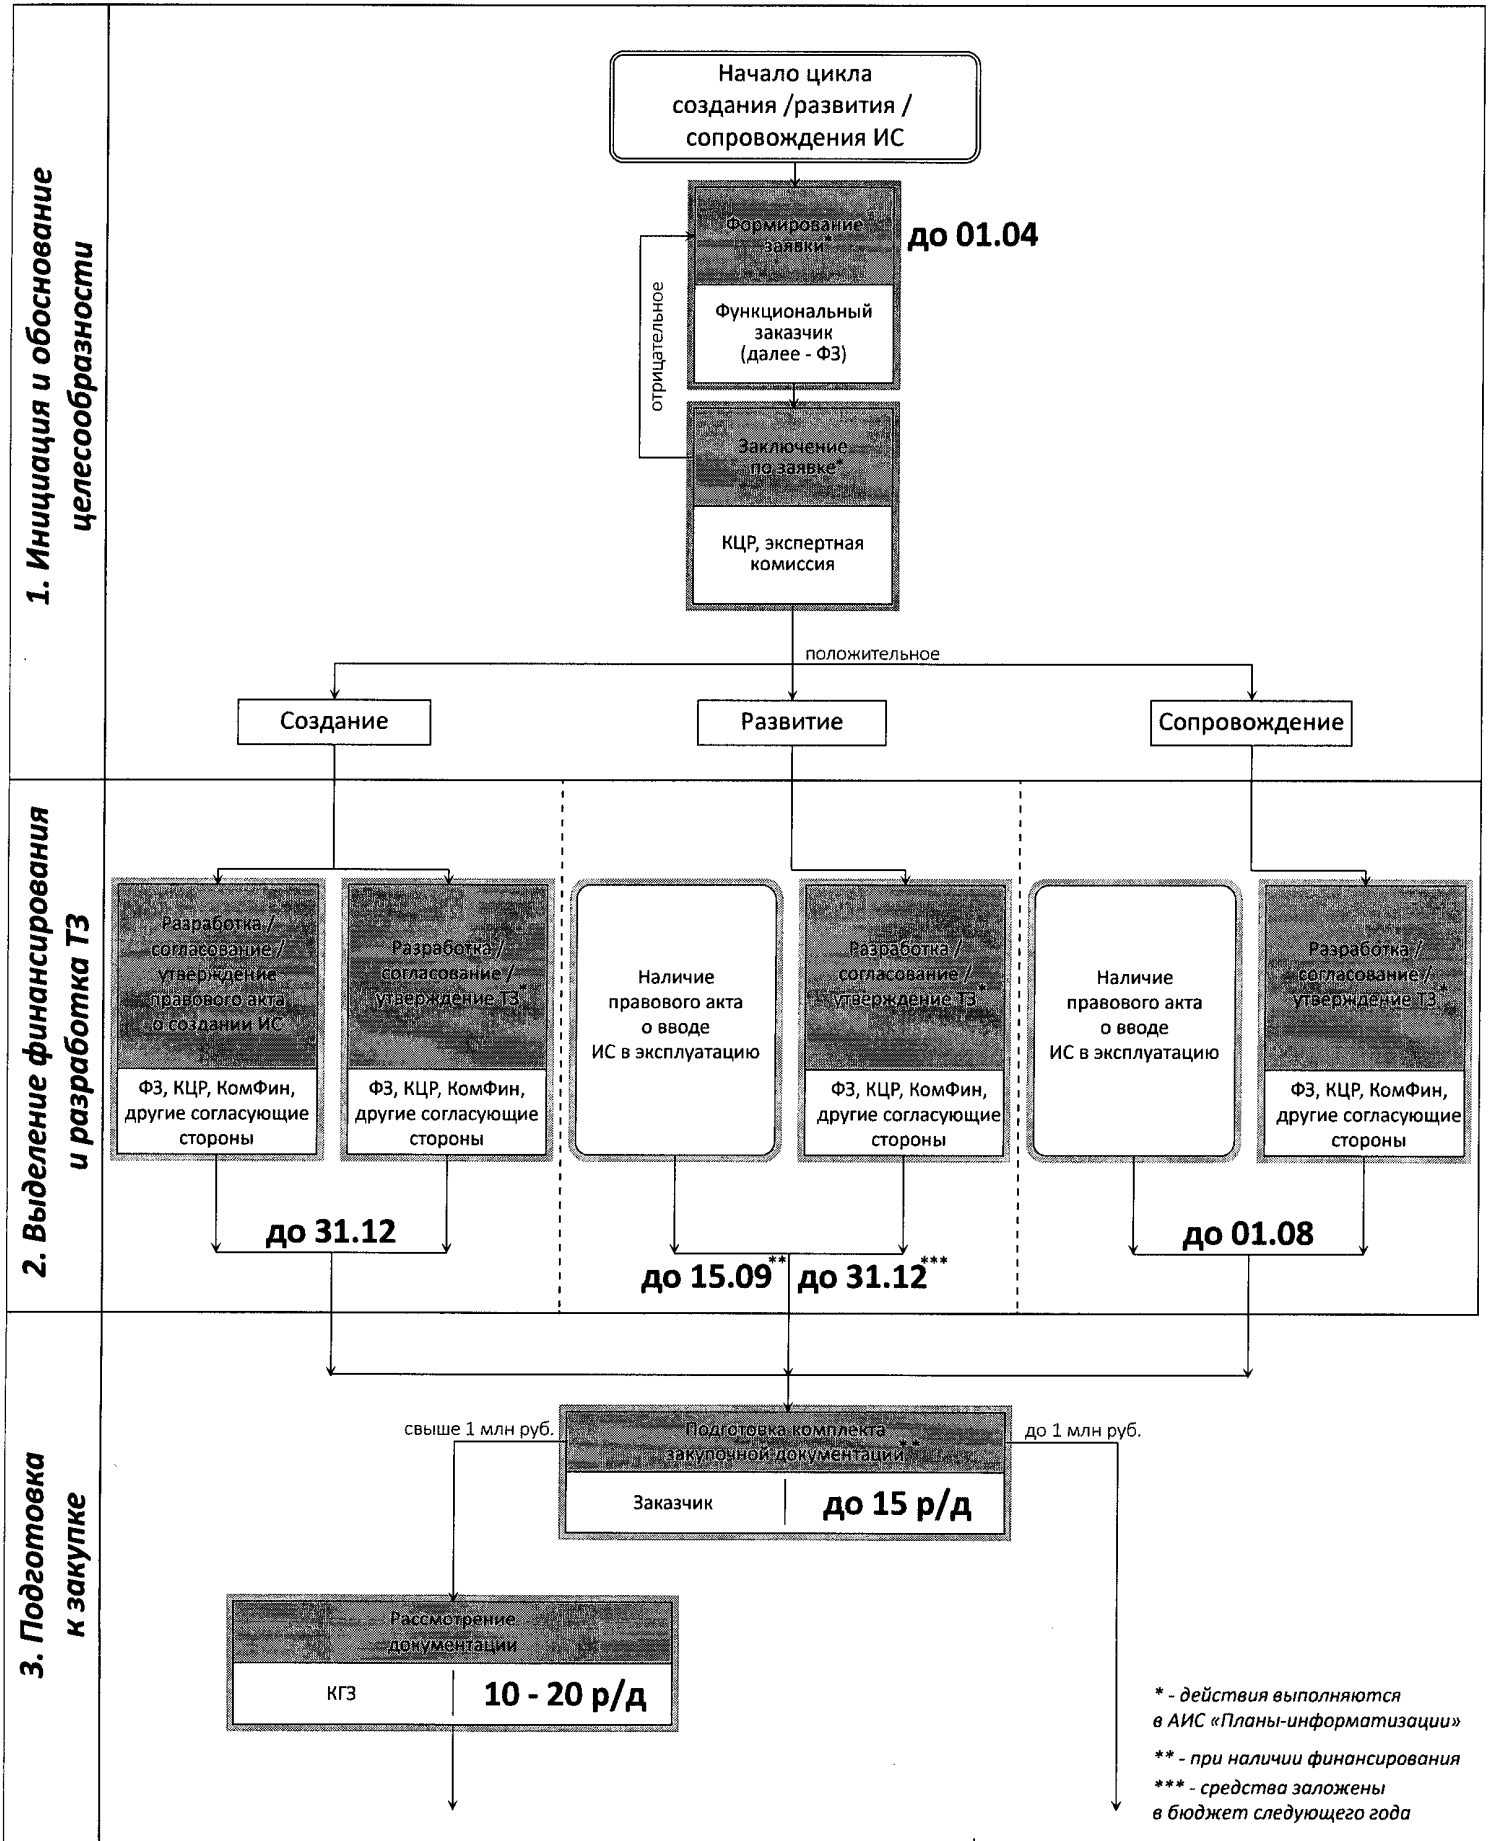 1. Инициация и обоснование
целесообразности
Начало цикла
создания /развития /
сопровождения ИС
Формирование
заявки*
до 01.04
Функциональный
заказчик
(далее - ФЗ)
отрицательное
Заключение
по заявке*
КЦР, экспертная
комиссия
положительное
Создание
Развитие
Сопровождение
2. Выделение финансирования
и разработка ТЗ
Разработка /
согласование /
утверждение
правового акта
о создании ИС
ФЗ, КЦР, КомФин,
другие согласующие
стороны
Разработка /
согласование /
утверждение ТЗ*
ФЗ, КЦР, КомФин,
другие согласующие
стороны
до 31.12
Наличие
правового акта
о вводе
ИС в эксплуатацию
Разработка /
согласование /
утверждение ТЗ*
ФЗ, КЦР, КомФин,
другие согласующие
стороны
до 15.09**
до 31.12***
Наличие
правового акта
о вводе
ИС в эксплуатацию
Разработка /
согласование /
утверждение ТЗ*
ФЗ, КЦР, КомФин,
другие согласующие
стороны
до 01.08
3. Подготовка
к закупке
свыше 1 млн руб.
Подготовка комплекта
закупочной документации**
до 1 млн руб.
Заказчик
до 15 р/д
Рассмотрение
документации
КГЗ
10 - 20 р/д
* - действия выполняются
в АИС «Планы-информатизации»
** - при наличии финансирования
*** - средства заложены
в бюджет следующего года